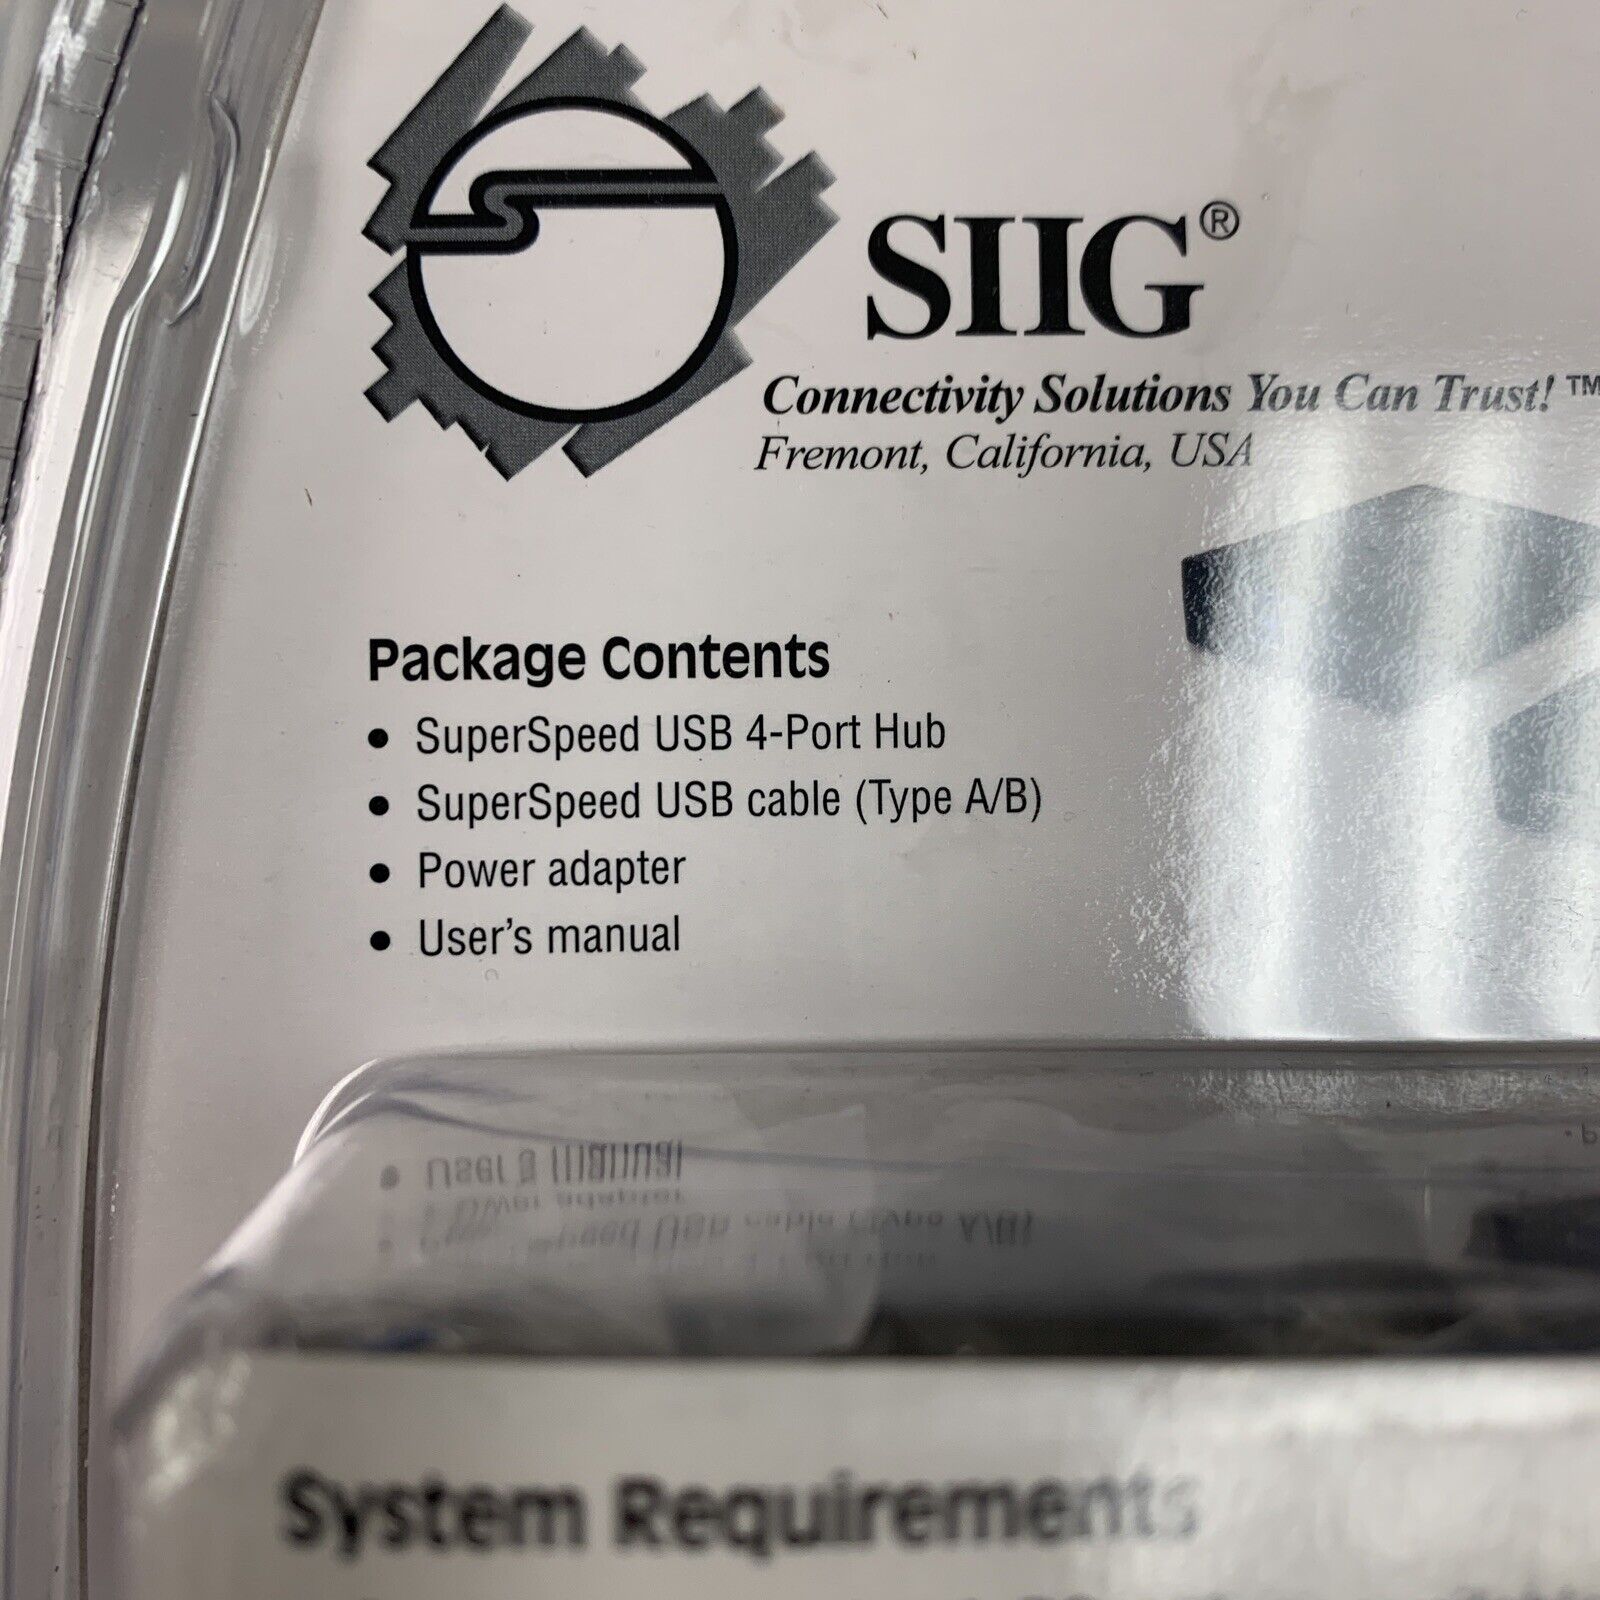 SIIG®
Connectivity Solutions You Can Trust!™
Fremont, California, USA
Package Contents
• SuperSpeed USB 4-Port Hub
• SuperSpeed USB cable (Type A/B)
• Power adapter
• User's manual
System Requirements